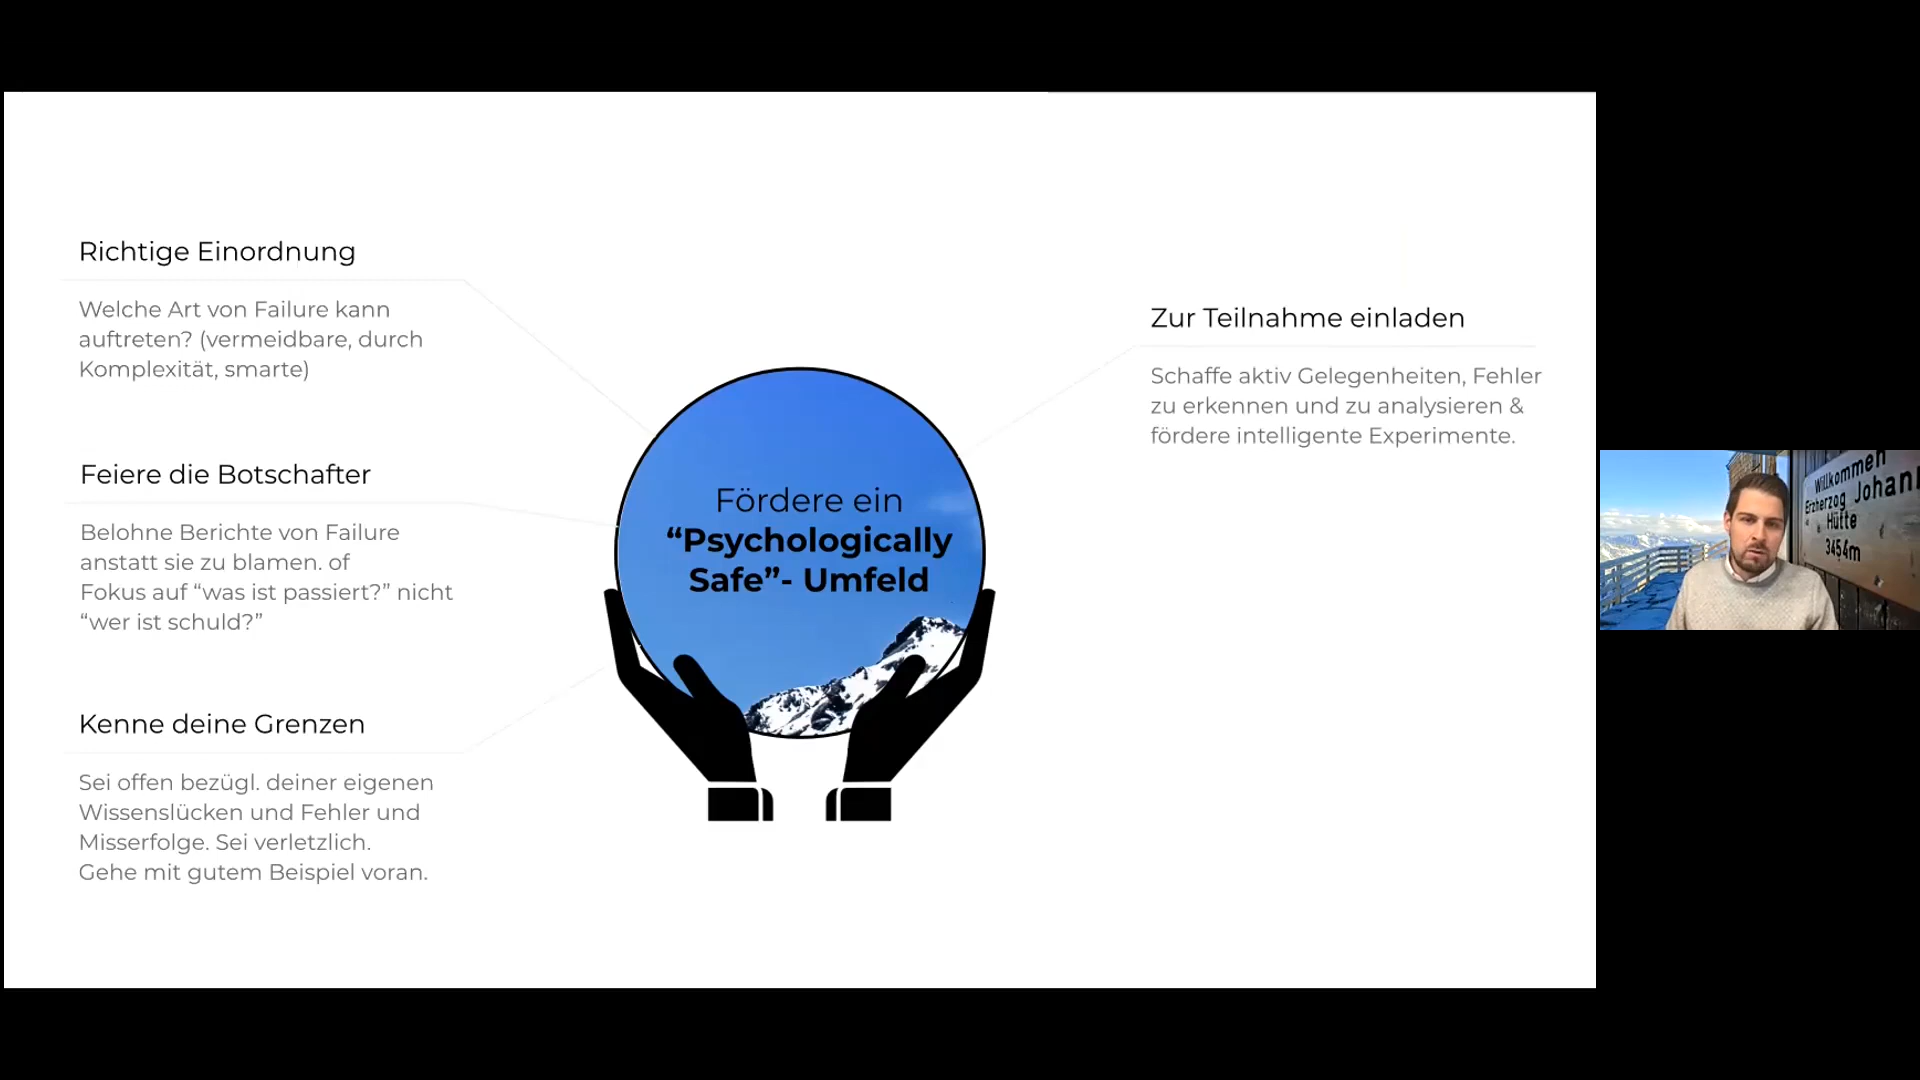 Richtige Einordnung
Welche Art von Failure kann
auftreten? (vermeidbare, durch
Komplexität, smarte)
Feiere die Botschafter
Belohne Berichte von Failure
anstatt sie zu blamen. of
Fokus auf “was ist passiert?” nicht
“wer ist schuld?”
Kenne deine Grenzen
Sei offen bezügl. deiner eigenen
Wissenslücken und Fehler und
Misserfolge. Sei verletzlich.
Gehe mit gutem Beispiel voran.
Fördere ein
“Psychologically
Safe”- Umfeld
Zur Teilnahme einladen
Schaffe aktiv Gelegenheiten, Fehler
zu erkennen und zu analysieren &
fördere intelligente Experimente.
Willkommen
Erzherzog Johann
Hütte
3454m